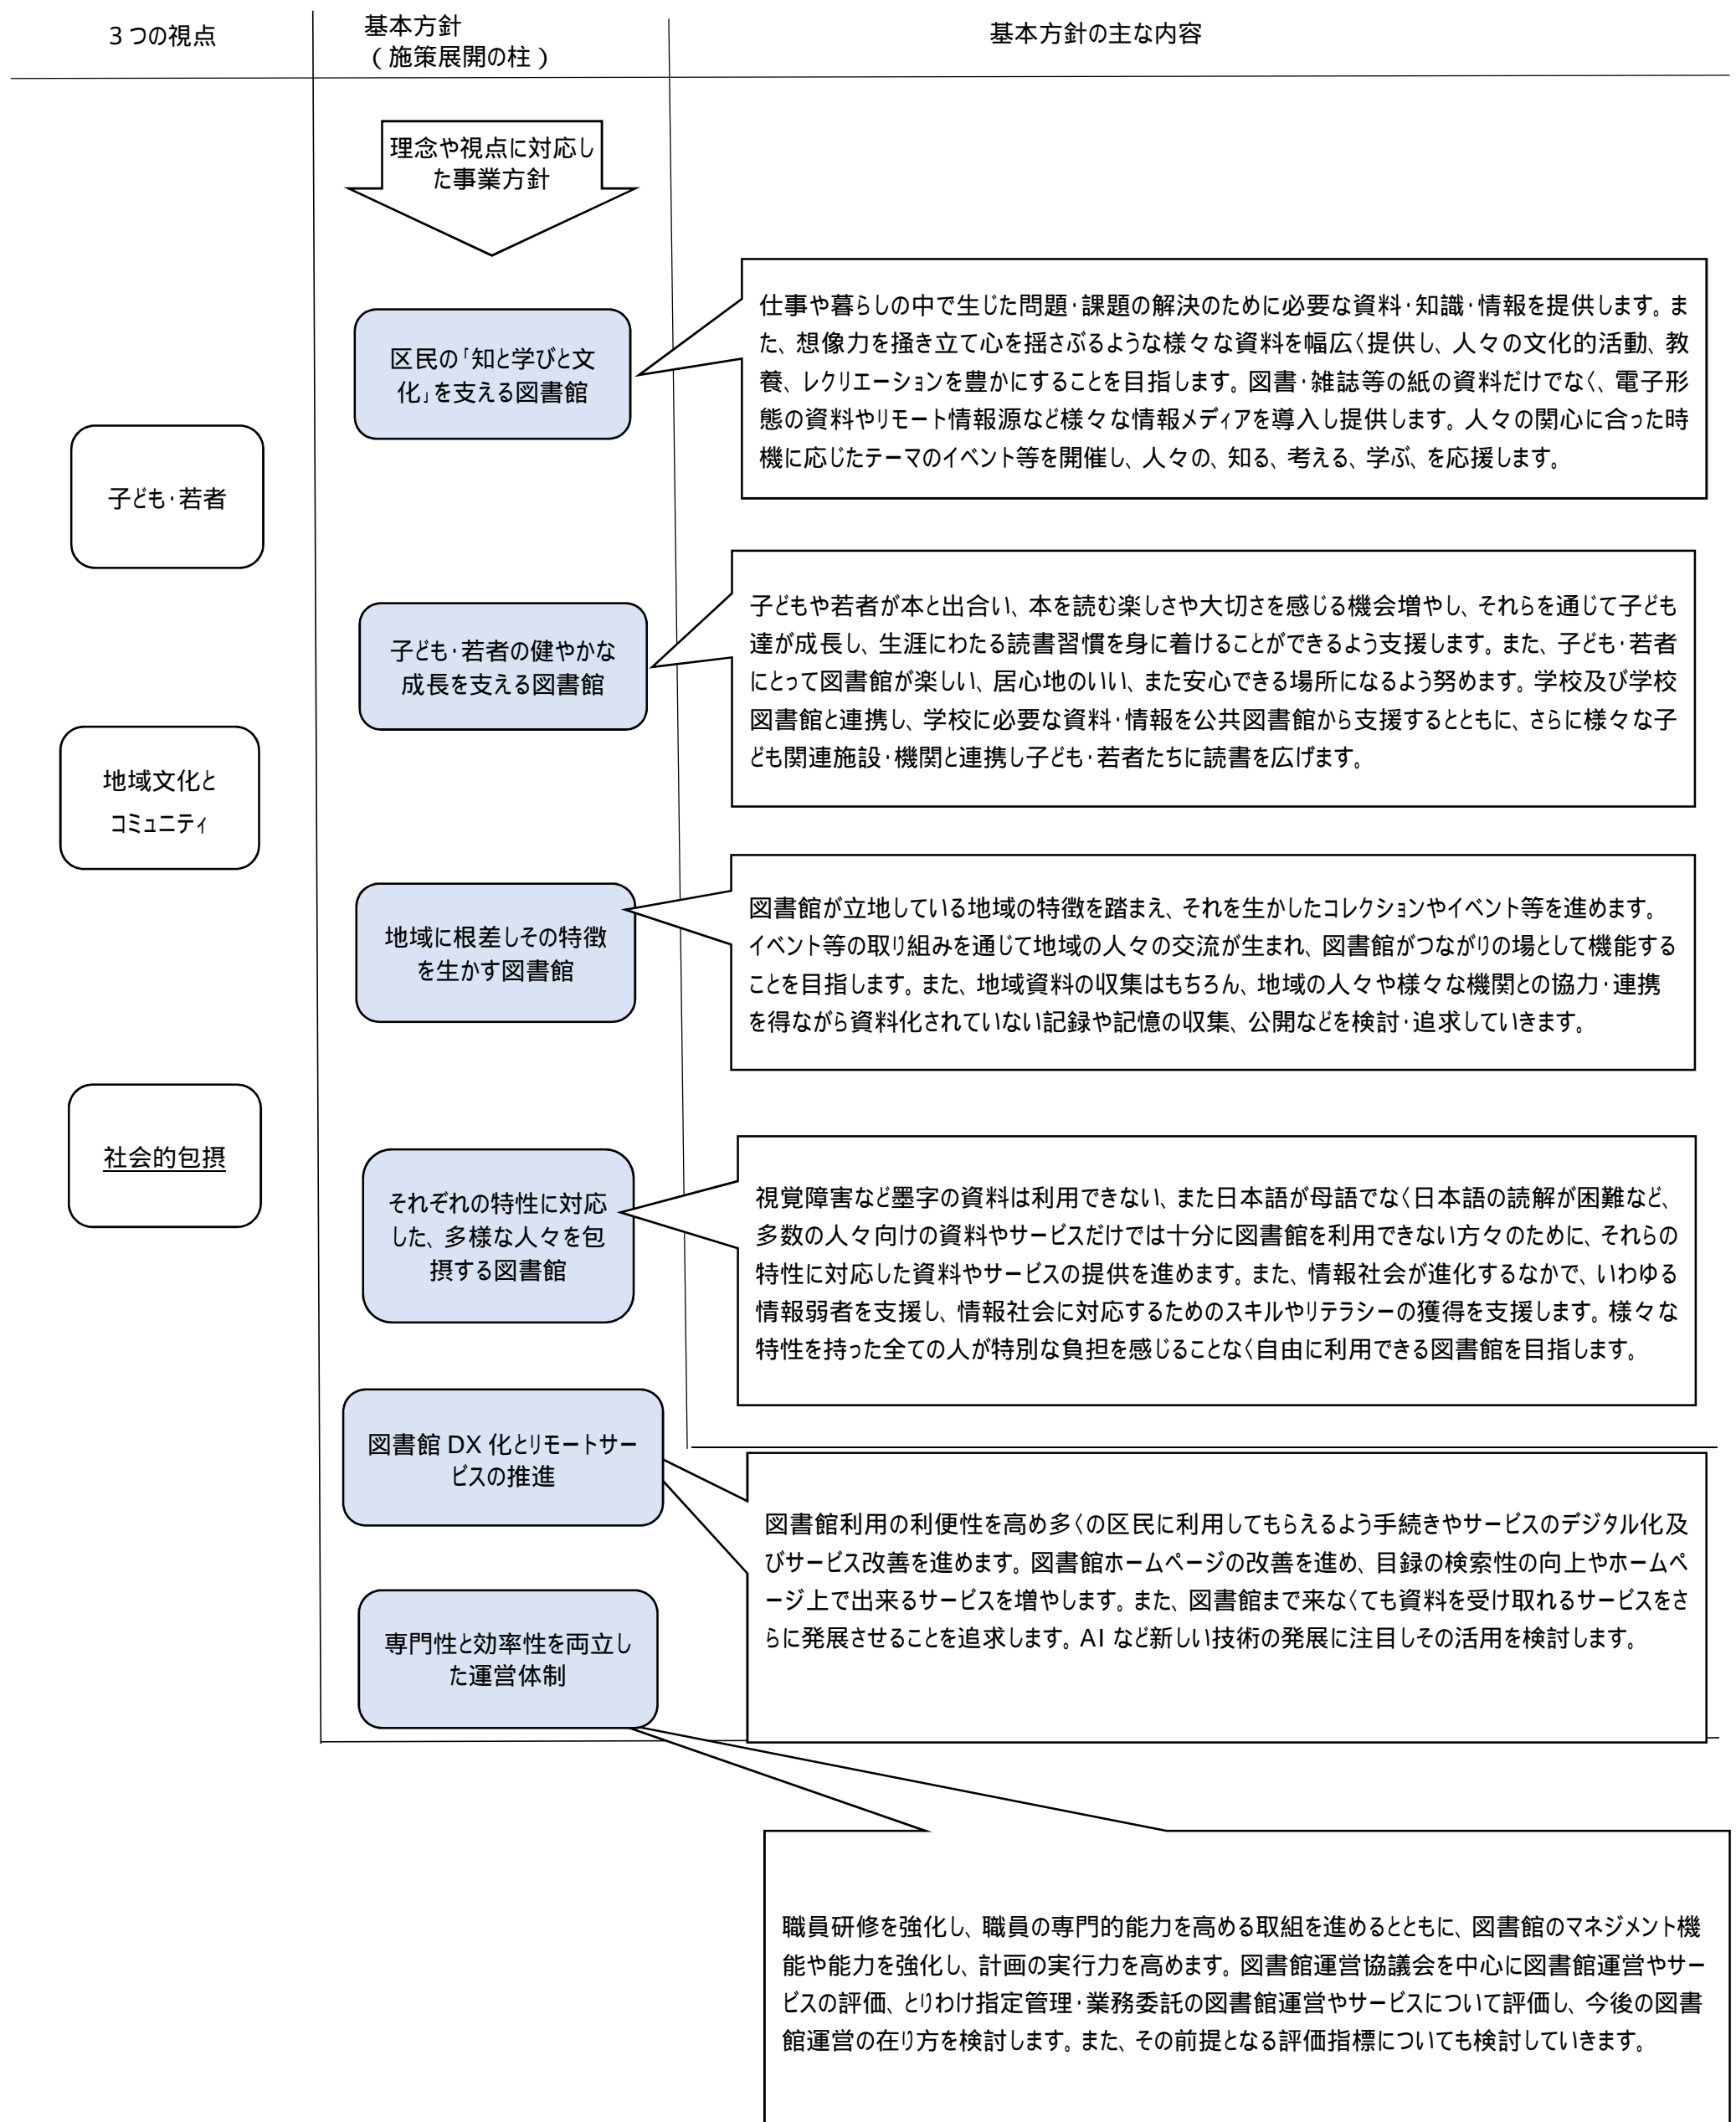 ３つの視点
基本方針
（施策展開の柱）
基本方針の主な内容
理念や視点に対応し
た事業方針
区民の「知と学びと文
化」を支える図書館
仕事や暮らしの中で生じた問題・課題の解決のために必要な資料・知識・情報を提供します。ま
た、想像力を掻き立て心を揺さぶるような様々な資料を幅広く提供し、人々の文化的活動、教
養、レクリエーションを豊かにすることを目指します。図書・雑誌等の紙の資料だけでなく、電子形
態の資料やリモート情報源など様々な情報メディアを導入し提供します。人々の関心に合った時
機に応じたテーマのイベント等を開催し、人々の、知る、考える、学ぶ、を応援します。
子ども・若者
子ども・若者の健やかな
成長を支える図書館
子どもや若者が本と出合い、本を読む楽しさや大切さを感じる機会増やし、それらを通じて子ども
達が成長し、生涯にわたる読書習慣を身に着けることができるよう支援します。また、子ども・若者
にとって図書館が楽しい、居心地のいい、また安心できる場所になるよう努めます。学校及び学校
図書館と連携し、学校に必要な資料・情報を公共図書館から支援するとともに、さらに様々な子
ども関連施設・機関と連携し子ども・若者たちに読書を広げます。
地域文化と
コミュニティ
地域に根差しその特徴
を生かす図書館
図書館が立地している地域の特徴を踏まえ、それを生かしたコレクションやイベント等を進めます。
イベント等の取り組みを通じて地域の人々の交流が生まれ、図書館がつながりの場として機能する
ことを目指します。また、地域資料の収集はもちろん、地域の人々や様々な機関との協力・連携
を得ながら資料化されていない記録や記憶の収集、公開などを検討・追求していきます。
社会的包摂
それぞれの特性に対応
した、多様な人々を包
摂する図書館
視覚障害など墨字の資料は利用できない、また日本語が母語でなく日本語の読解が困難など、
多数の人々向けの資料やサービスだけでは十分に図書館を利用できない方々のために、それらの
特性に対応した資料やサービスの提供を進めます。また、情報社会が進化するなかで、いわゆる
情報弱者を支援し、情報社会に対応するためのスキルやリテラシーの獲得を支援します。様々な
特性を持った全ての人が特別な負担を感じることなく自由に利用できる図書館を目指します。
図書館 DX 化とリモートサー
ビスの推進
図書館利用の利便性を高め多くの区民に利用してもらえるよう手続きやサービスのデジタル化及
びサービス改善を進めます。図書館ホームページの改善を進め、目録の検索性の向上やホームペ
ージ上で出来るサービスを増やします。また、図書館まで来なくても資料を受け取れるサービスをさ
らに発展させることを追求します。AI など新しい技術の発展に注目しその活用を検討します。
専門性と効率性を両立し
た運営体制
職員研修を強化し、職員の専門的能力を高める取組を進めるとともに、図書館のマネジメント機
能や能力を強化し、計画の実行力を高めます。図書館運営協議会を中心に図書館運営やサー
ビスの評価、とりわけ指定管理・業務委託の図書館運営やサービスについて評価し、今後の図書
館運営の在り方を検討します。また、その前提となる評価指標についても検討していきます。